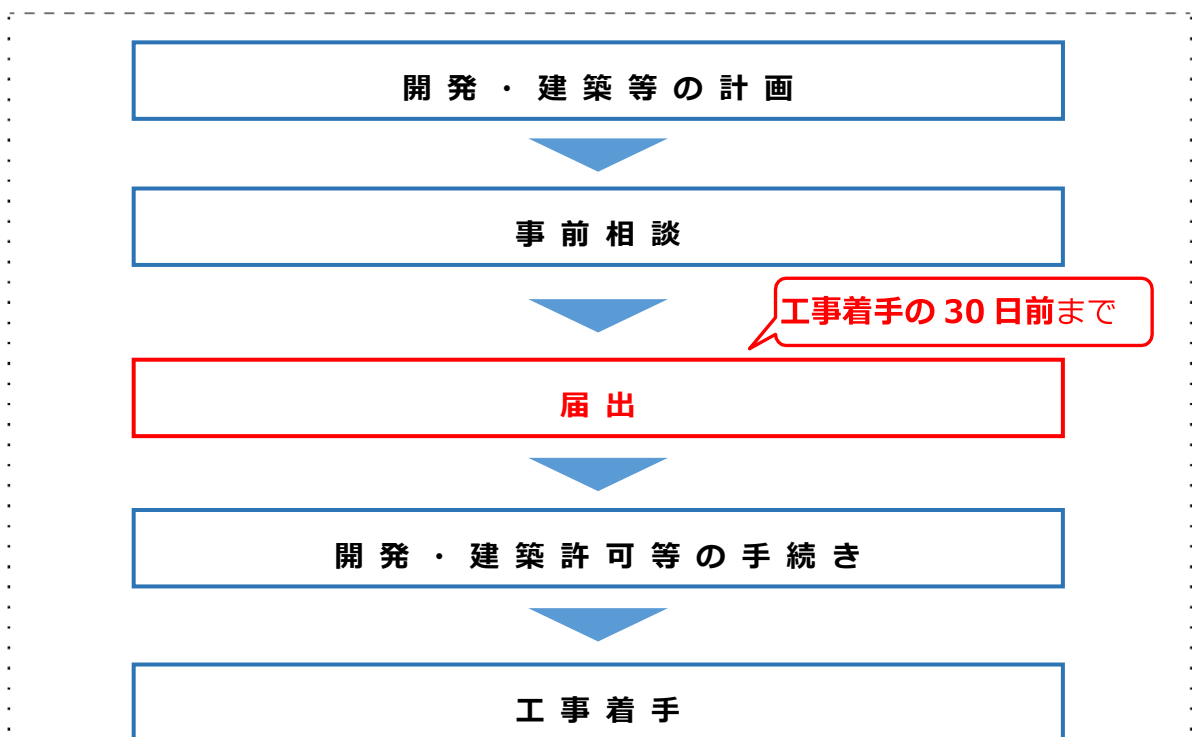 開発・建築等の計画
事前相談
工事着手の 30 日前まで
届出
開発・建築許可等の手続き
工事着手